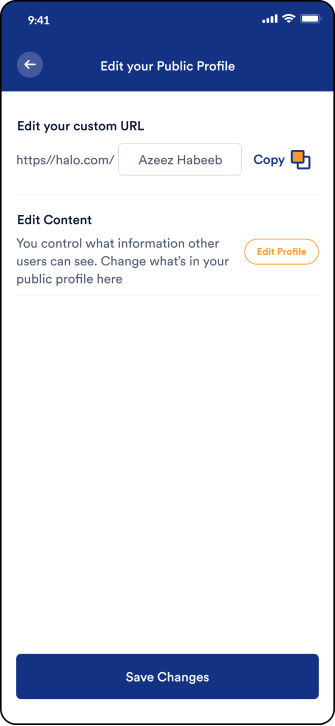 9:41
Edit your Public Profile
Edit your custom URL
https//halo.com/ Azeez Habeeb Copy
Edit Content
You control what information other
users can see. Change what's in your
public profile here
Edit Profile
Save Changes